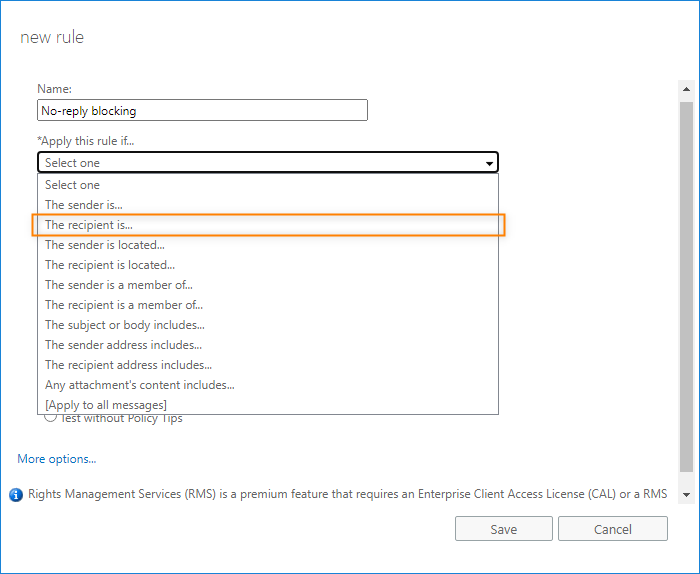 new rule
Name:
No-reply blocking
*Apply this rule if...
Select one
Select one
The sender is...
The recipient is...
The sender is located...
The recipient is located...
The sender is a member of...
The recipient is a member of...
The subject or body includes...
The sender address includes...
The recipient address includes...
Any attachment's content includes...
[Apply to all messages]
Test without Policy Tips
More options...
Rights Management Services (RMS) is a premium feature that requires an Enterprise Client Access License (CAL) or a RMS
Save Cancel